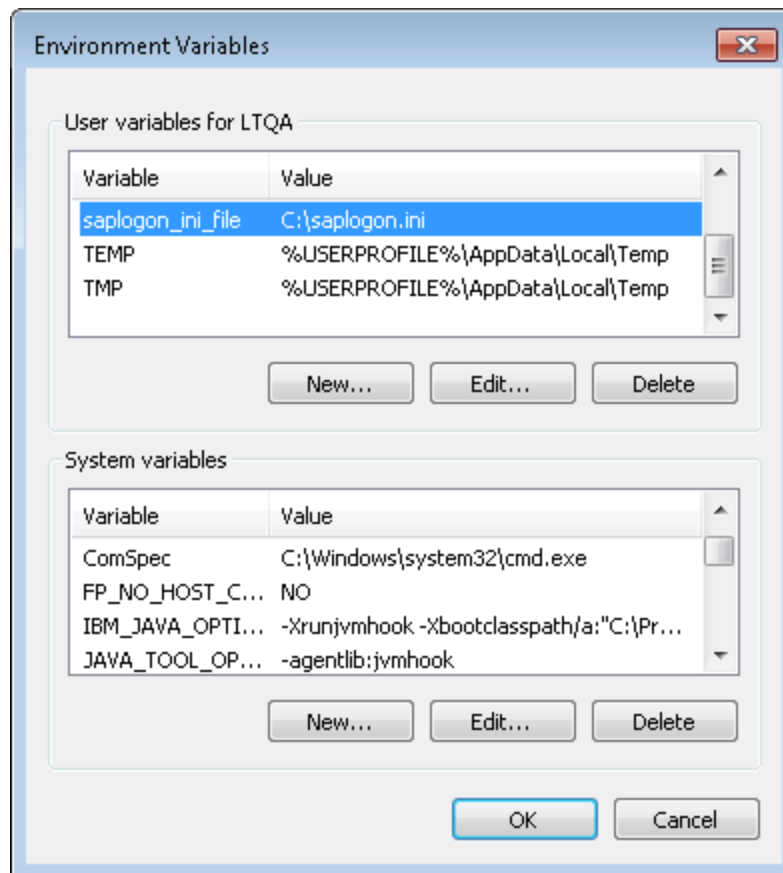 Environment Variables
User variables for LTQA
Variable Value
saplogon_ini_file C:\saplogon.ini
TEMP %USERPROFILE%\AppData\Local\Temp
TMP %USERPROFILE%\AppData\Local\Temp
New... Edit... Delete
System variables
Variable Value
ComSpec C:\Windows\system32\cmd.exe
FP_NO_HOST_C... NO
IBM_JAVA_OPTI... -Xrunjvmhook -Xbootclasspath/a:"C:\Pr...
JAVA_TOOL_OP... -agentlib:jvmhook
New... Edit... Delete
OK Cancel